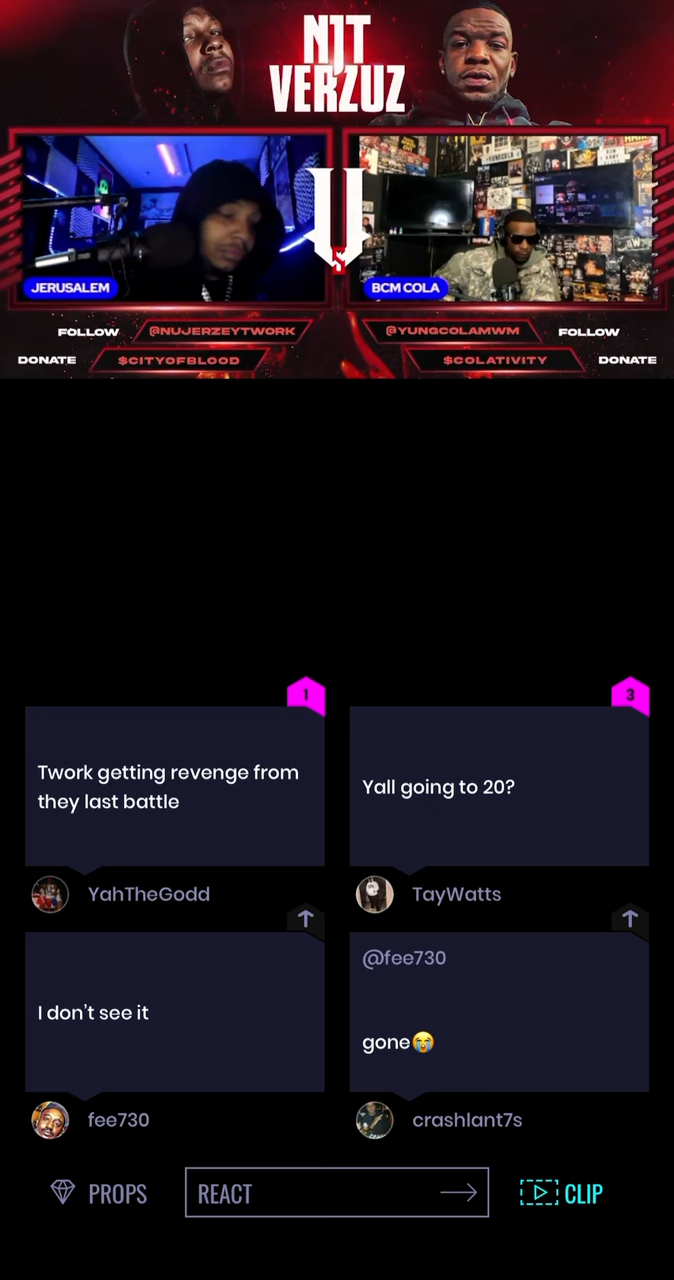 NJT
VERZUZ
VS
JERUSALEM
BCM COLA
FOLLOW @NUJERZEYTWORK
@YUNGCOLAMWM FOLLOW
DONATE $CITYOFBLOOD
$COLATIVITY DONATE
1
3
Twork getting revenge from
they last battle
Yall going to 20?
YahTheGodd
TayWatts
I don't see it
@fee730
gone😭
fee730
crashlant7s
PROPS
REACT
CLIP